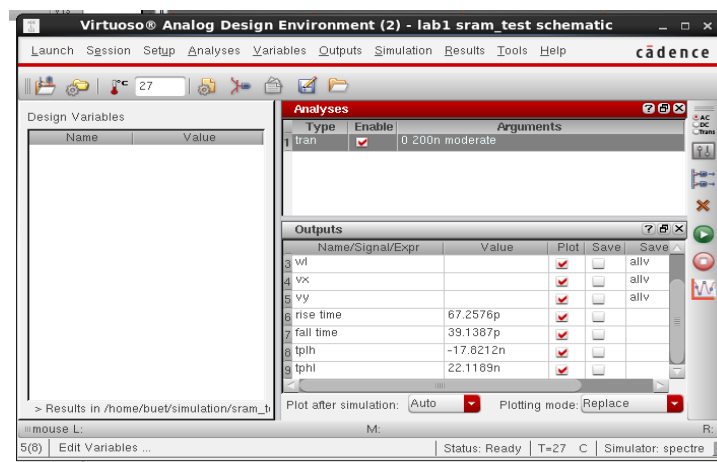 Virtuoso® Analog Design Environment (2) - lab1 sram_test schematic
Launch Session Setup Analyses Variables Outputs Simulation Results Tools Help cādence
°C 27
Design Variables
Name Value
> Results in /home/buet/simulation/sram_t
Analyses
Type Enable Arguments
1 tran 0 200n moderate
Outputs
Name/Signal/Expr Value Plot Save Save
3 wl allv
4 vx allv
5 vy allv
6 rise time 67.2576p
7 fall time 39.1387p
8 tplh -17.8212n
9 tphl 22.1189n
Plot after simulation: Auto Plotting mode: Replace
AC
DC
Trans
mouse L: M: R:
5(8) Edit Variables ... Status: Ready T=27 C Simulator: spectre